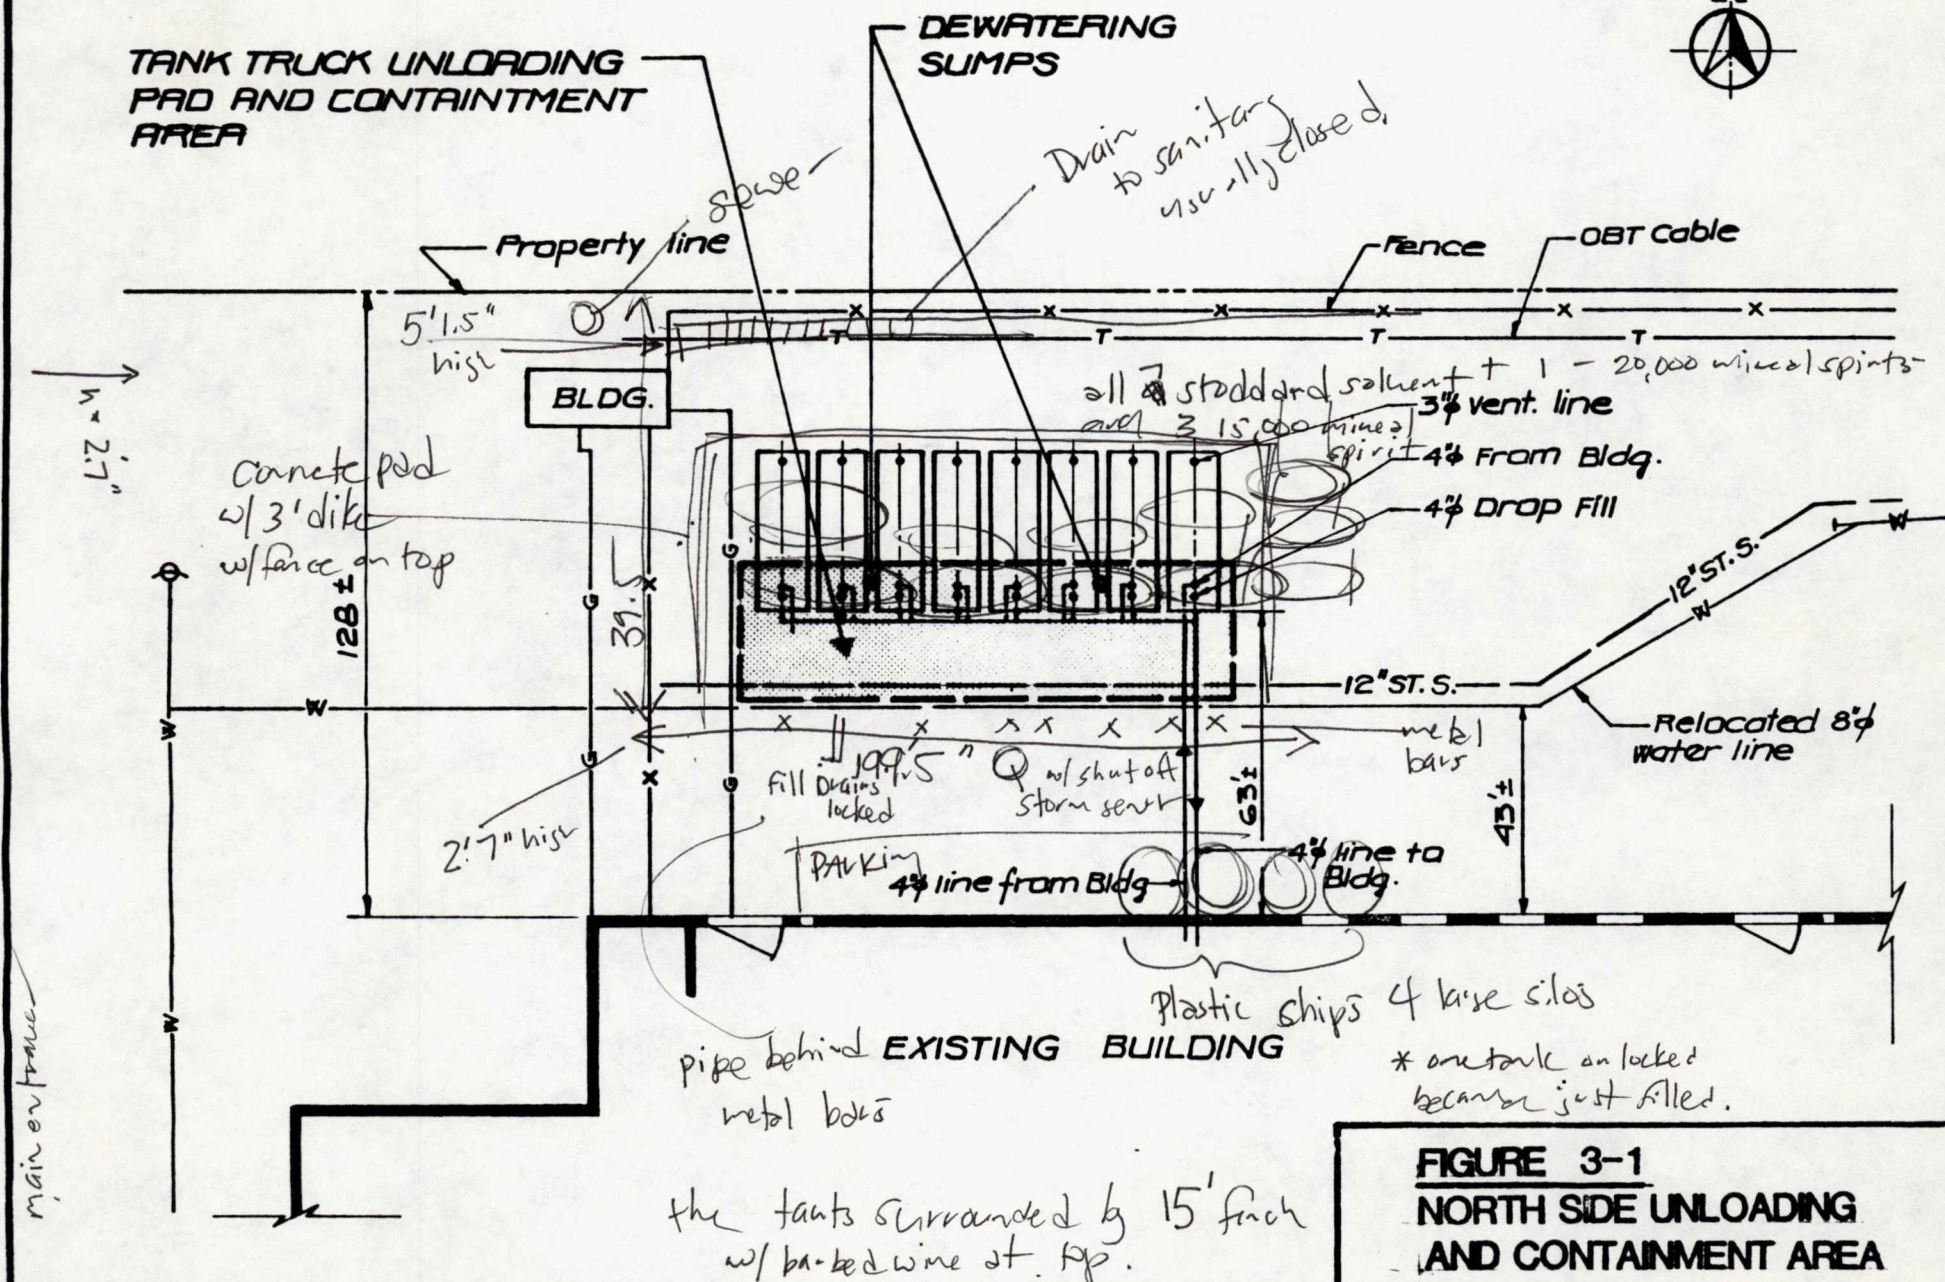 DEWATERING
SUMPS
TANK TRUCK UNLOADING
PAD AND CONTAINTMENT
AREA
Drain
to sanitary
usually closed.
sewe
Property line
Fence
OBT Cable
5'1.5"
high
T T T T
X X X X X X
all 7 stoddard solvent + 1 - 20,000 mineal spirits
and 3 15,000 mineal
spirit
3"ϕ vent. line
4"ϕ From Bldg.
4"ϕ Drop Fill
BLDG.
h = 2'7"
Concrete pad
w/ 3' dike
w/ fence on top
128'±
39.5
G G G G
X X
W W W W W
12" ST. S.
12" ST. S.
Relocated 8"ϕ
water line
X X X X X X X
metal
bars
199'.5"
Fill Drains
locked
w/ shutoff
storm sewer
63'±
43'±
2'.7" high
PARKING
4"ϕ line from Bldg
4"ϕ line to
Bldg.
main entrance
Plastic ships 4 large silos
pipe behind
metal bars
EXISTING BUILDING
* one tank unlocked
because just filled.
the tanks surrounded by 15' fench
w/ barbed wire at top.
FIGURE 3-1
NORTH SIDE UNLOADING
AND CONTAINMENT AREA